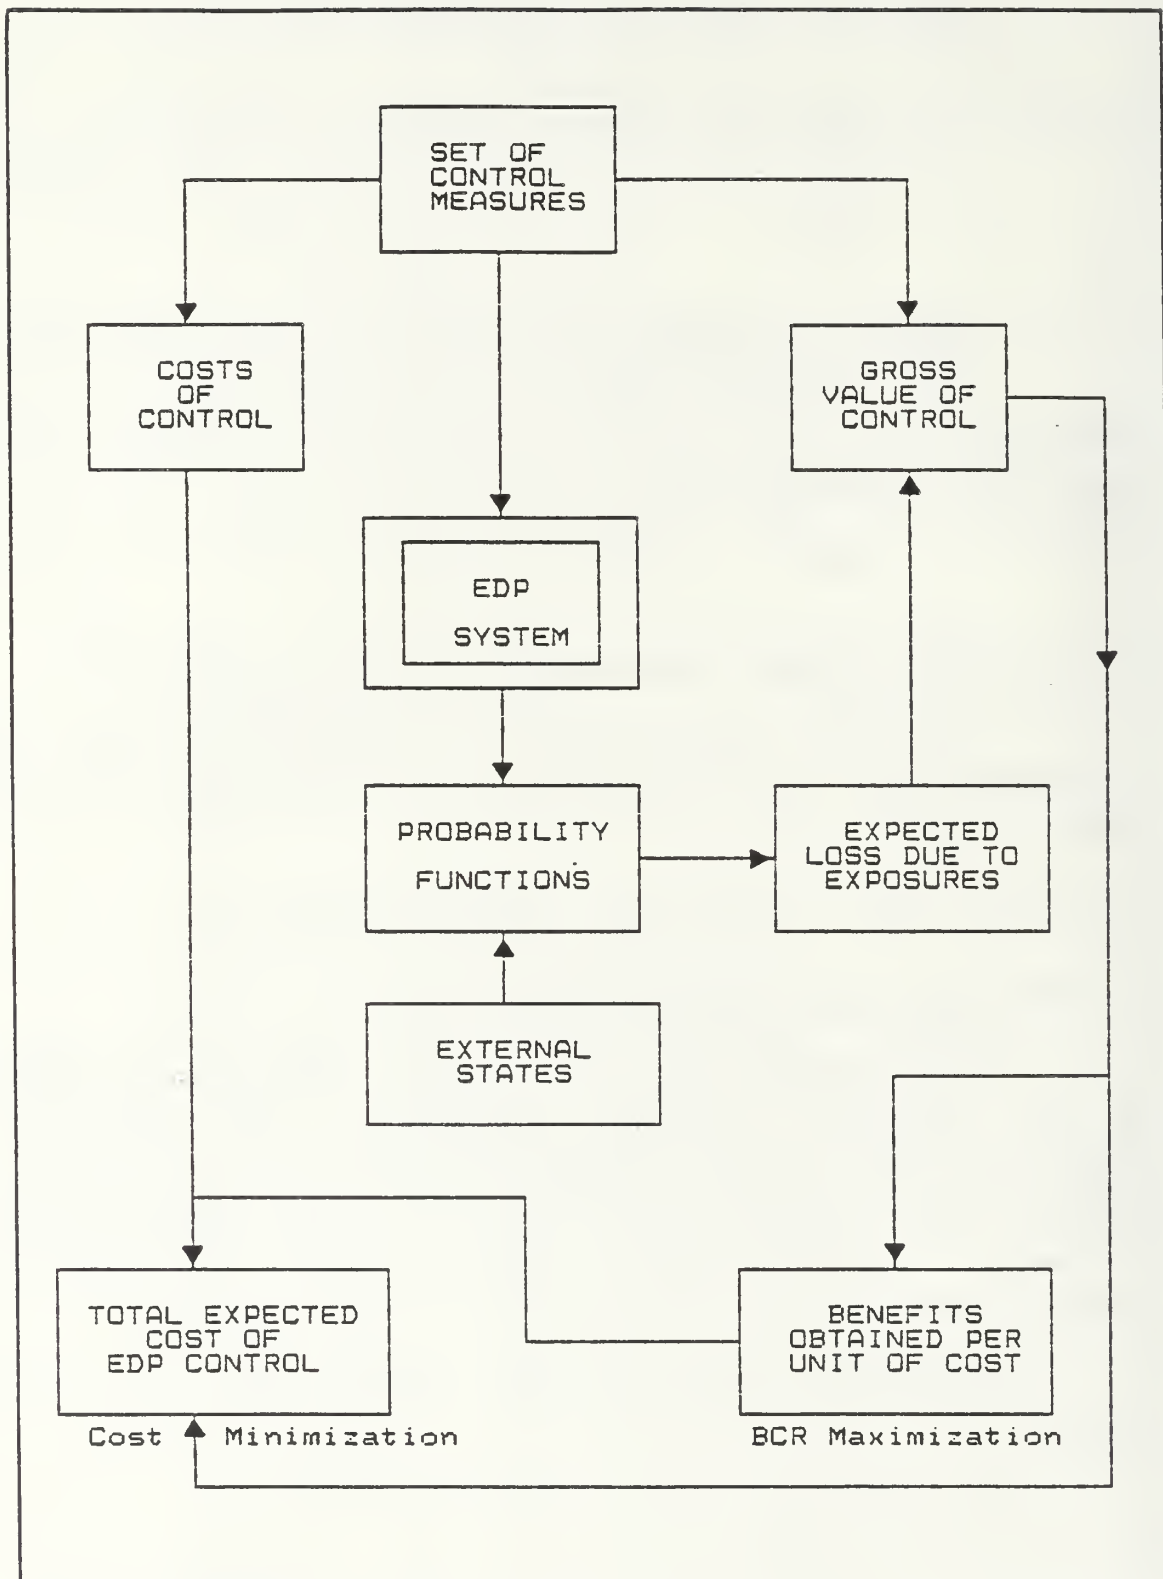 SET OF
CONTROL
MEASURES
COSTS
OF
CONTROL
GROSS
VALUE OF
CONTROL
EDP
SYSTEM
PROBABILITY
FUNCTIONS
EXPECTED
LOSS DUE TO
EXPOSURES
EXTERNAL
STATES
TOTAL EXPECTED
COST OF
EDP CONTROL
BENEFITS
OBTAINED PER
UNIT OF COST
Cost Minimization
BCR Maximization